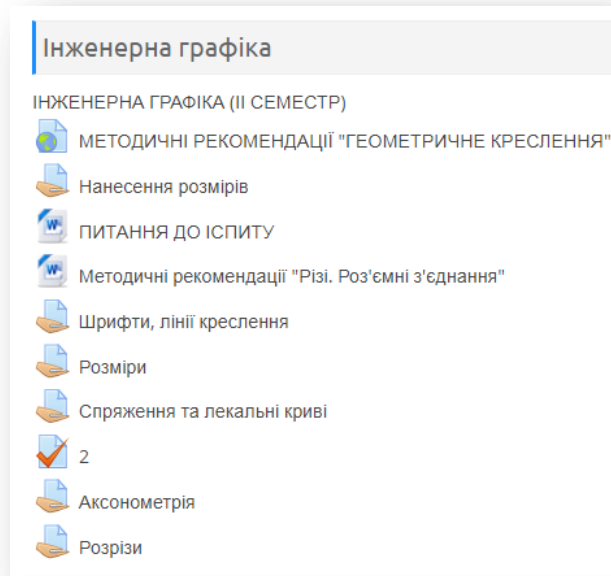 Інженерна графіка
ІНЖЕНЕРНА ГРАФІКА (ІІ СЕМЕСТР)
МЕТОДИЧНІ РЕКОМЕНДАЦІЇ "ГЕОМЕТРИЧНЕ КРЕСЛЕННЯ"
Нанесення розмірів
ПИТАННЯ ДО ІСПИТУ
Методичні рекомендації "Різі. Роз'ємні з'єднання"
Шрифти, лінії креслення
Розміри
Спряження та лекальні криві
2
Аксонометрія
Розрізи